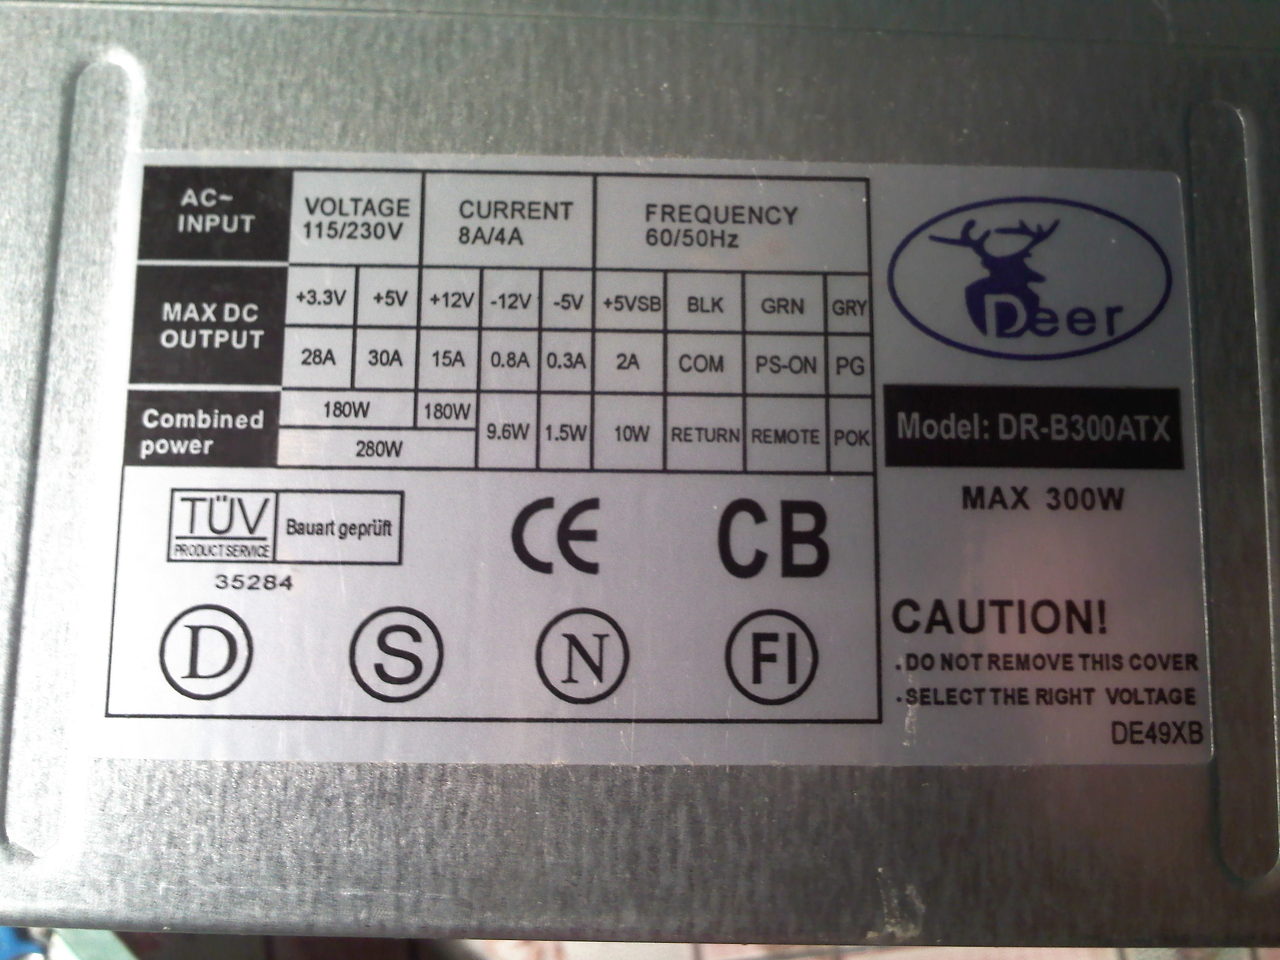 AC~
INPUT
VOLTAGE
115/230V
CURRENT
8A/4A
FREQUENCY
60/50Hz
MAX DC
OUTPUT
+3.3V +5V +12V -12V -5V +5VSB BLK GRN GRY
28A 30A 15A 0.8A 0.3A 2A COM PS-ON PG
Combined
power
180W 180W
280W
9.6W 1.5W 10W RETURN REMOTE POK
TÜV
PRODUCT SERVICE
Bauart geprüft
35284
CE
CB
D S N FI
Deer
Model: DR-B300ATX
MAX 300W
CAUTION!
.DO NOT REMOVE THIS COVER
.SELECT THE RIGHT VOLTAGE
DE49XB